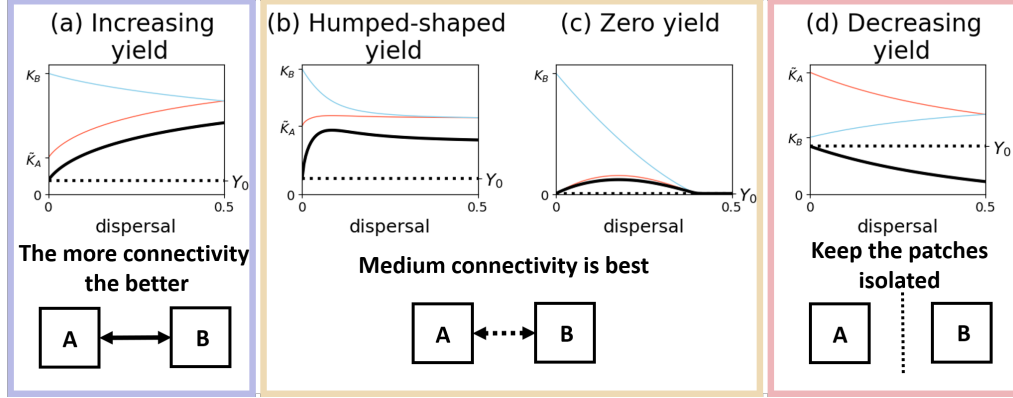 (a) Increasing
yield
K_B
K̃_A
0
Y_0
0
0.5
dispersal
The more connectivity
the better
A
B
(b) Humped-shaped
yield
K_B
K̃_A
0
Y_0
0
0.5
dispersal
(c) Zero yield
K_B
0
Y_0
0
0.5
dispersal
Medium connectivity is best
A
B
(d) Decreasing
yield
K̃_A
K_B
0
Y_0
0
0.5
dispersal
Keep the patches
isolated
A
B